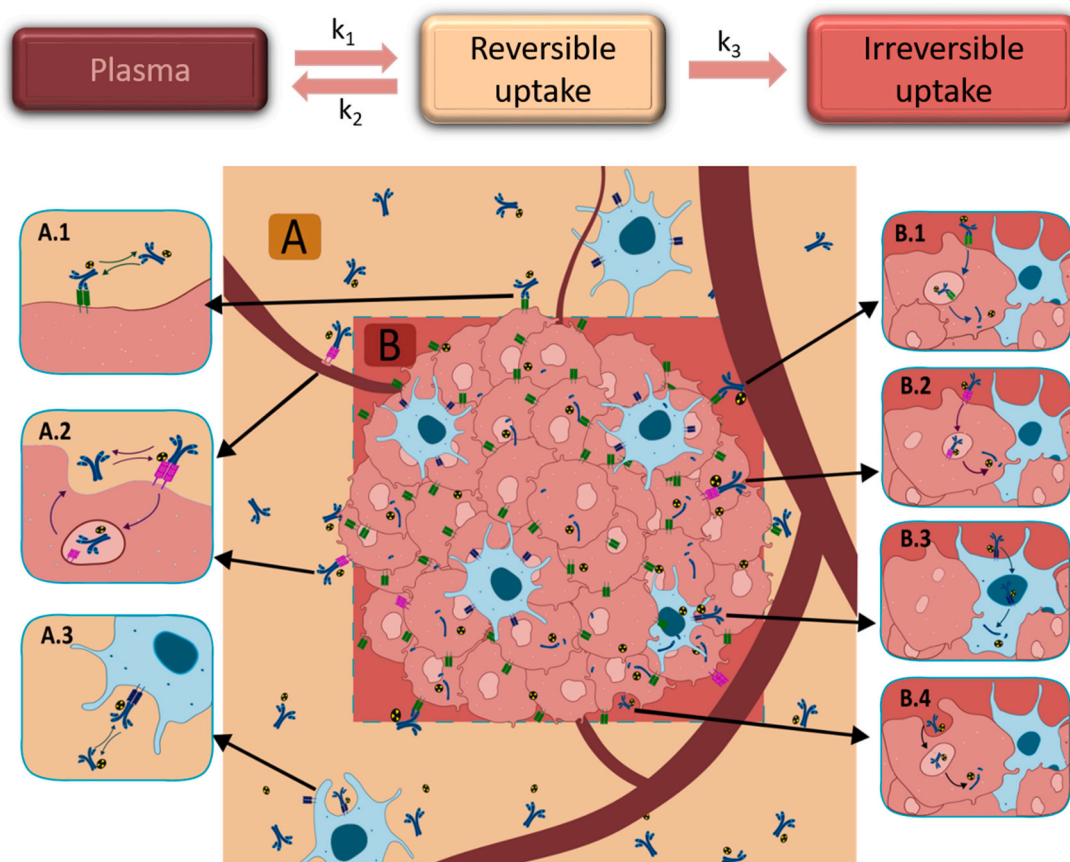 Plasma
k1
k2
Reversible
uptake
k3
Irreversible
uptake
A
B
A.1
A.2
A.3
B.1
B.2
B.3
B.4